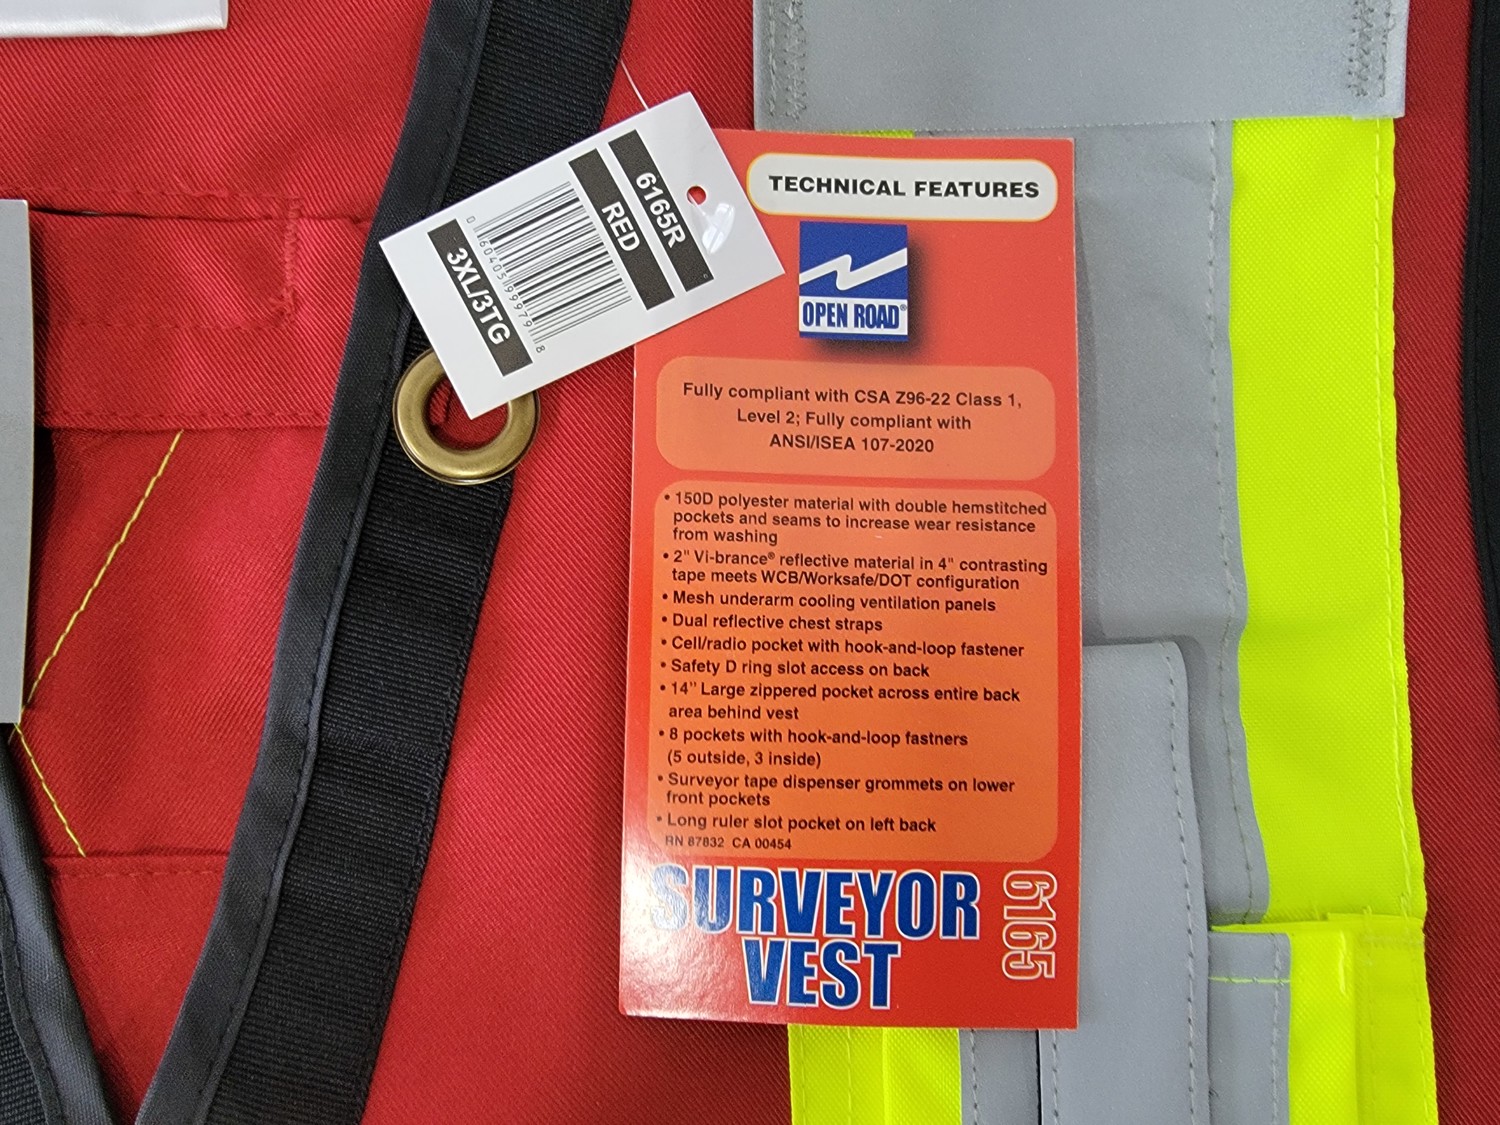 6165R
RED
0 60405 99979 8
3XL/3TG
TECHNICAL FEATURES
OPEN ROAD®
Fully compliant with CSA Z96-22 Class 1,
Level 2; Fully compliant with
ANSI/ISEA 107-2020
• 150D polyester material with double hemstitched
pockets and seams to increase wear resistance
from washing
• 2" Vi-brance® reflective material in 4" contrasting
tape meets WCB/Worksafe/DOT configuration
• Mesh underarm cooling ventilation panels
• Dual reflective chest straps
• Cell/radio pocket with hook-and-loop fastener
• Safety D ring slot access on back
• 14" Large zippered pocket across entire back
area behind vest
• 8 pockets with hook-and-loop fastners
(5 outside, 3 inside)
• Surveyor tape dispenser grommets on lower
front pockets
• Long ruler slot pocket on left back
RN 87832 CA 00454
SURVEYOR
VEST
6165